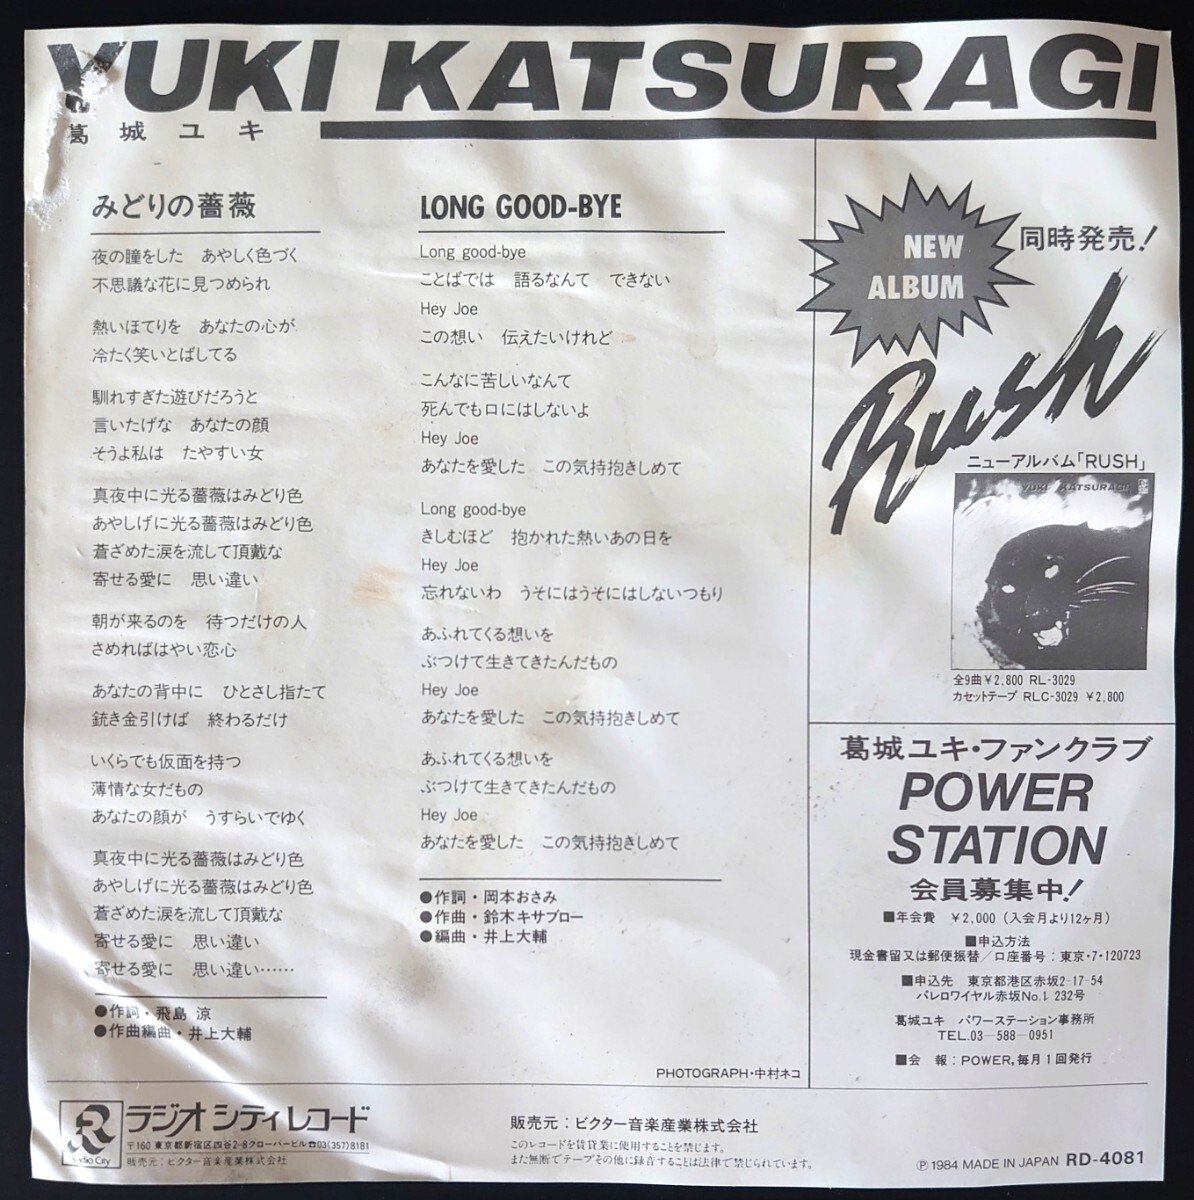 YUKI KATSURAGI
葛城ユキ
みどりの薔薇
夜の瞳をした　あやしく色づく
不思議な花に見つめられ
熱いほてりを　あなたの心が
冷たく笑いとばしてる
馴れすぎた遊びだろうと
言いたげな　あなたの顔
そうよ私は　たやすい女
真夜中に光る薔薇はみどり色
あやしげに光る薔薇はみどり色
蒼ざめた涙を流して頂戴な
寄せる愛に　思い違い
朝が来るのを　待つだけの人
さめればはやい恋心
あなたの背中に　ひとさし指たて
銃き金引けば　終わるだけ
いくらでも仮面を持つ
薄情な女だもの
あなたの顔が　うすらいでゆく
真夜中に光る薔薇はみどり色
あやしげに光る薔薇はみどり色
蒼ざめた涙を流して頂戴な
寄せる愛に　思い違い
寄せる愛に　思い違い……
●作詞・飛島 涼
●作曲編曲・井上大輔
LONG GOOD-BYE
Long good-bye
ことばでは　語るなんて　できない
Hey Joe
この想い　伝えたいけれど
こんなに苦しいなんて
死んでも口にはしないよ
Hey Joe
あなたを愛した　この気持抱きしめて
Long good-bye
きしむほど　抱かれた熱いあの日を
Hey Joe
忘れないわ　うそにはうそにはしないつもり
あふれてくる想いを
ぶつけて生きてきたんだもの
Hey Joe
あなたを愛した　この気持抱きしめて
あふれてくる想いを
ぶつけて生きてきたんだもの
Hey Joe
あなたを愛した　この気持抱きしめて
●作詞・岡本おさみ
●作曲・鈴木キサブロー
●編曲・井上大輔
PHOTOGRAPH・中村ネコ
NEW
ALBUM
同時発売!
Rush
ニューアルバム「RUSH」
YUKI KATSURAGI
全9曲￥2,800 RL-3029
カセットテープ RLC-3029 ￥2,800
葛城ユキ・ファンクラブ
POWER
STATION
会員募集中!
■年会費　￥2,000（入会月より12ヶ月）
■申込方法
現金書留又は郵便振替／口座番号：東京・7・120723
■申込先　東京都港区赤坂2-17-54
パレロワイヤル赤坂No.1 232号
葛城ユキ　パワーステーション事務所
TEL.03―588―0951
■会　報：POWER,毎月1回発行
R
Radio City
ラジオシティレコード
〒160 東京都新宿区四谷2-8クローバービル☎03(357)8181
販売元：ビクター音楽産業株式会社
販売元：ビクター音楽産業株式会社
このレコードを賃貸業に使用することを禁じます。
また無断でテープその他に録音することは法律で禁じられています。
Ⓟ1984 MADE IN JAPAN RD-4081